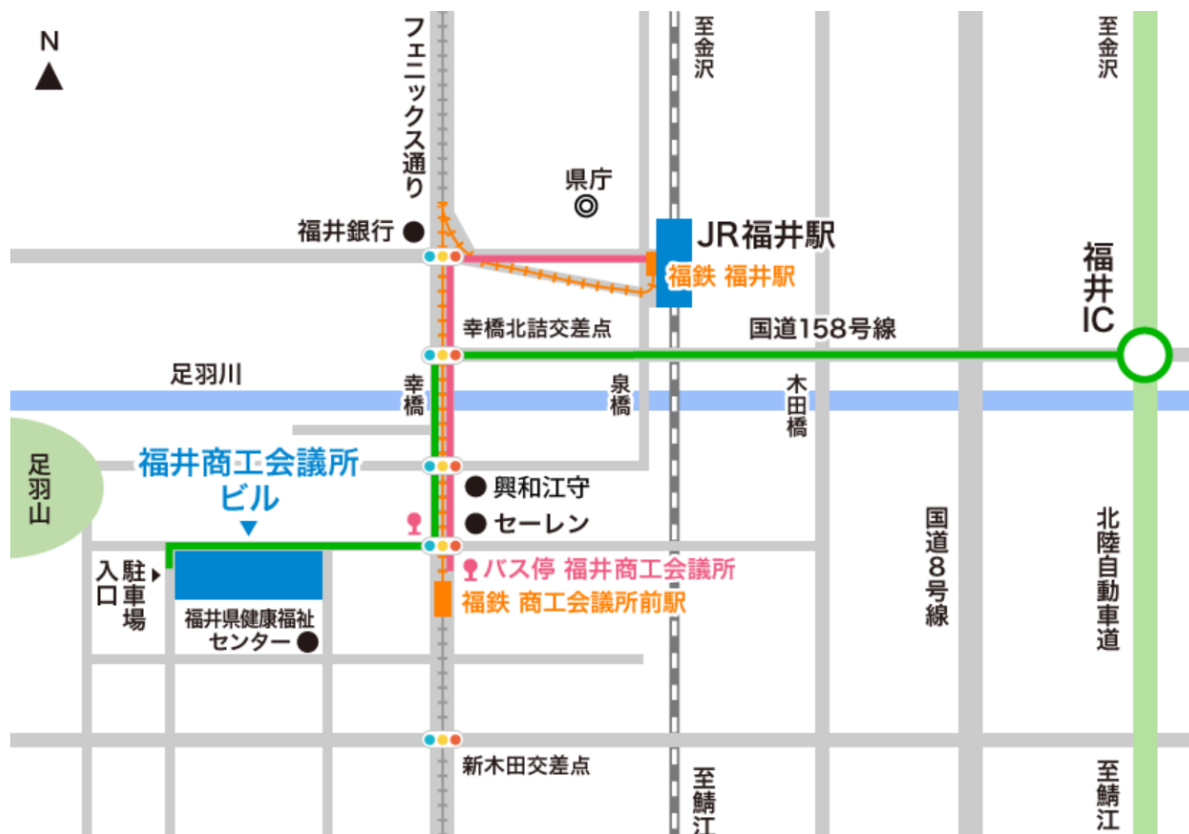 N
フェニックス通り
至金沢
至金沢
県庁
福井銀行
JR福井駅
福鉄 福井駅
福井IC
幸橋北詰交差点
国道158号線
足羽川
幸橋
泉橋
木田橋
足羽山
福井商工会議所
ビル
興和江守
セーレン
国道8号線
北陸自動車道
バス停 福井商工会議所
福鉄 商工会議所前駅
駐車場
入口
福井県健康福祉
センター
新木田交差点
至鯖江
至鯖江